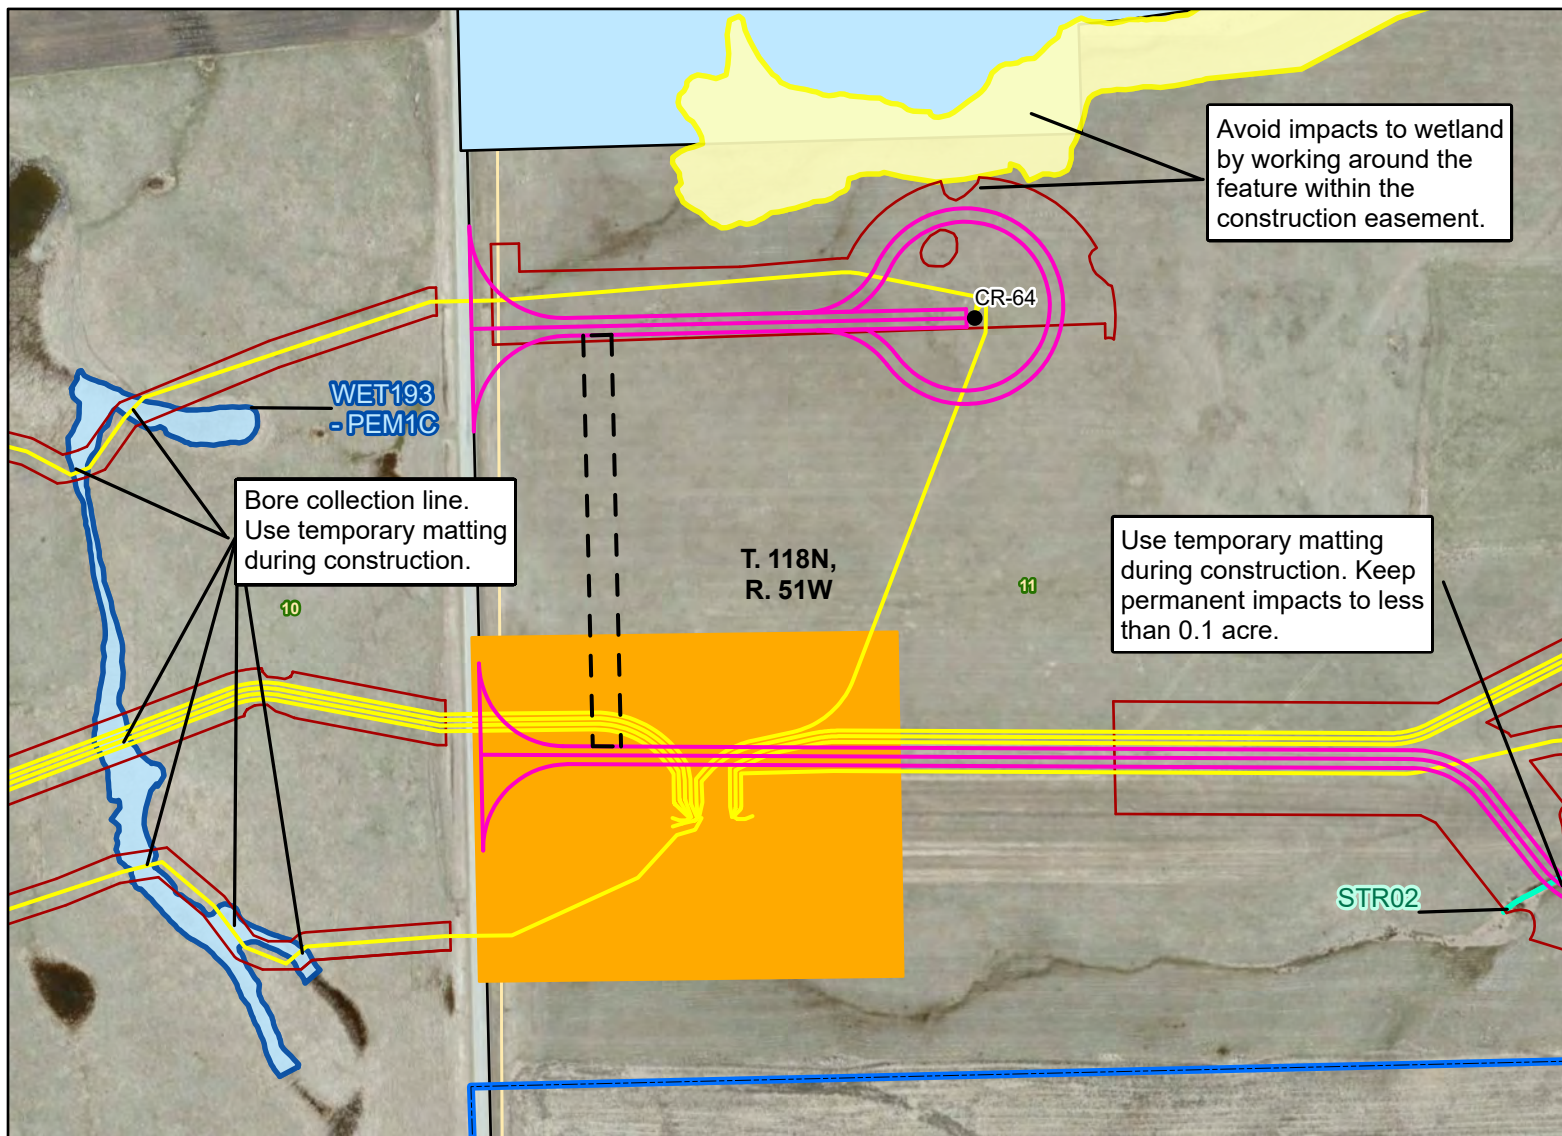 Avoid impacts to wetland
by working around the
feature within the
construction easement.
CR-64
WET193
- PEM1C
Bore collection line.
Use temporary matting
during construction.
10
T. 118N,
R. 51W
11
Use temporary matting
during construction. Keep
permanent impacts to less
than 0.1 acre.
STR02